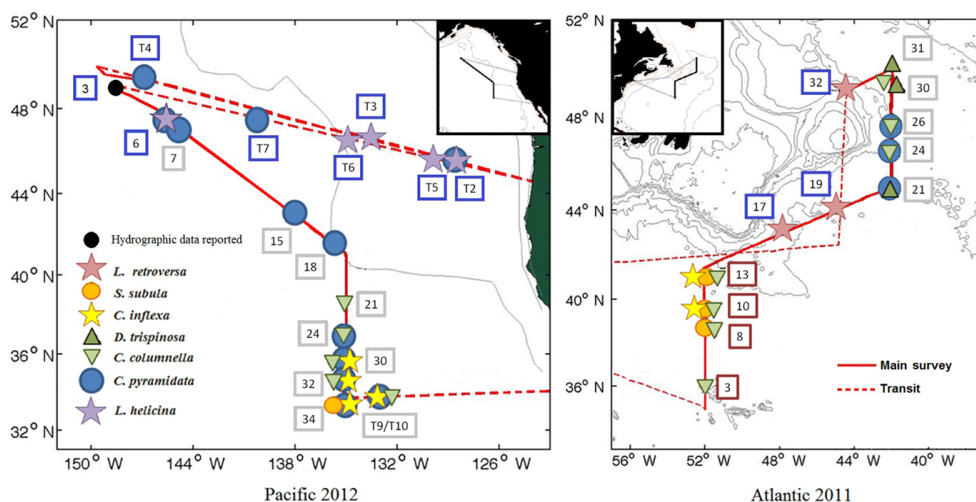 52° N
48° N
44° N
40° N
36° N
32° N
150° W
144° W
138° W
132° W
126° W
T4
3
6
7
T7
T3
T6
T5
T2
15
18
21
24
30
32
34
T9/T10
Hydrographic data reported
L. retroversa
S. subula
C. inflexa
D. trispinosa
C. columnella
C. pyramidata
L. helicina
Pacific 2012
52° N
48° N
44° N
40° N
36° N
56° W
52° W
48° W
44° W
40° W
31
32
30
26
24
19
21
17
13
10
8
3
Main survey
Transit
Atlantic 2011